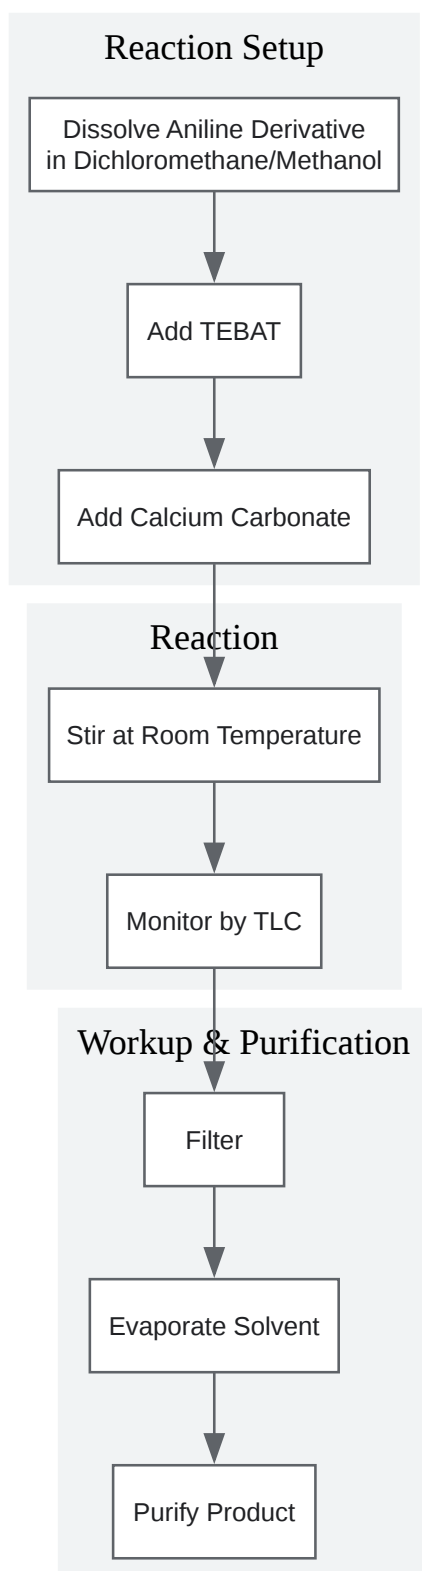 Reaction Setup
Dissolve Aniline Derivative
in Dichloromethane/Methanol
Add TEBAT
Add Calcium Carbonate
Reaction
Stir at Room Temperature
Monitor by TLC
Workup & Purification
Filter
Evaporate Solvent
Purify Product